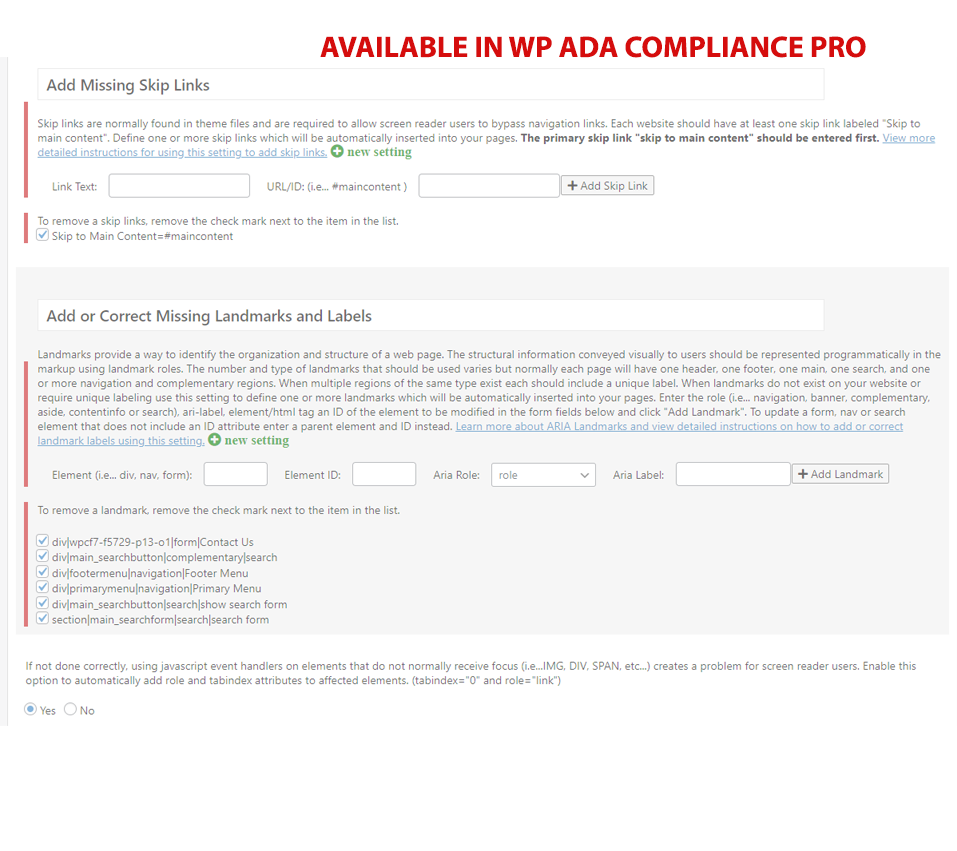 AVAILABLE IN WP ADA COMPLIANCE PRO
Add Missing Skip Links
Skip links are normally found in theme files and are required to allow screen reader users to bypass navigation links. Each website should have at least one skip link labeled "Skip to
main content". Define one or more skip links which will be automatically inserted into your pages. The primary skip link "skip to main content" should be entered first. View more
detailed instructions for using this setting to add skip links. new setting
Link Text: URL/ID: (i.e... #maincontent ) Add Skip Link
To remove a skip links, remove the check mark next to the item in the list.
Skip to Main Content=#maincontent
Add or Correct Missing Landmarks and Labels
Landmarks provide a way to identify the organization and structure of a web page. The structural information conveyed visually to users should be represented programmatically in the
markup using landmark roles. The number and type of landmarks that should be used varies but normally each page will have one header, one footer, one main, one search, and one
or more navigation and complementary regions. When multiple regions of the same type exist each should include a unique label. When landmarks do not exist on your website or
require unique labeling use this setting to define one or more landmarks which will be automatically inserted into your pages. Enter the role (i.e... navigation, banner, complementary,
aside, contentinfo or search), ari-label, element/html tag an ID of the element to be modified in the form fields below and click "Add Landmark". To update a form, nav or search
element that does not include an ID attribute enter a parent element and ID instead. Learn more about ARIA Landmarks and view detailed instructions on how to add or correct
landmark labels using this setting. new setting
Element (i.e... div, nav, form): Element ID: Aria Role: role Aria Label: Add Landmark
To remove a landmark, remove the check mark next to the item in the list.
div|wpcf7-f5729-p13-o1|form|Contact Us
div|main_searchbutton|complementary|search
div|footermenu|navigation|Footer Menu
div|primarymenu|navigation|Primary Menu
div|main_searchbutton|search|show search form
section|main_searchform|search|search form
If not done correctly, using javascript event handlers on elements that do not normally receive focus (i.e...IMG, DIV, SPAN, etc...) creates a problem for screen reader users. Enable this
option to automatically add role and tabindex attributes to affected elements. (tabindex="0" and role="link")
Yes No